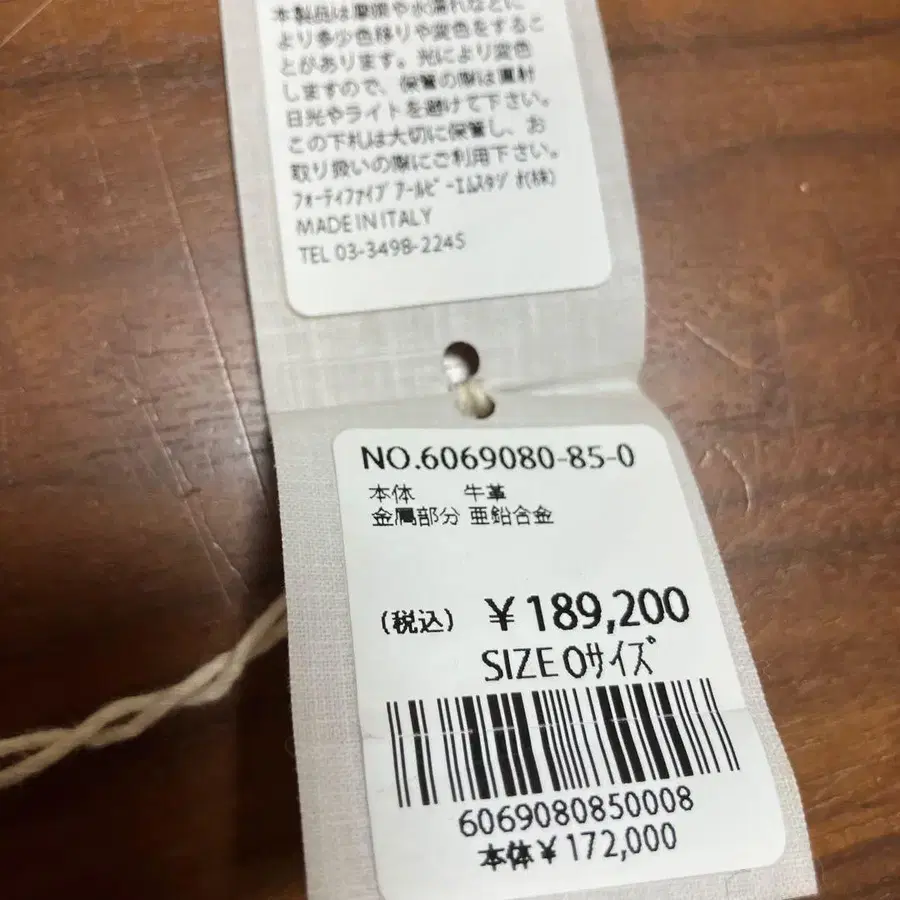 本製品は摩擦や水濡れなどに
より多少色移りや変色をするこ
とがあります。光により変色
しますので、保管の際は直射
日光やライトを避けて下さい。
この下札は大切に保管し、お
取り扱いの際にご利用下さい。
フォーティファイブアールピーエムスタジオ(株)
MADE IN ITALY
TEL 03-3498-2245
NO.6069080-85-0
本体 牛革
金属部分 亜鉛合金
(税込) ¥189,200
SIZE 0サイズ
6069080850008
本体¥172,000